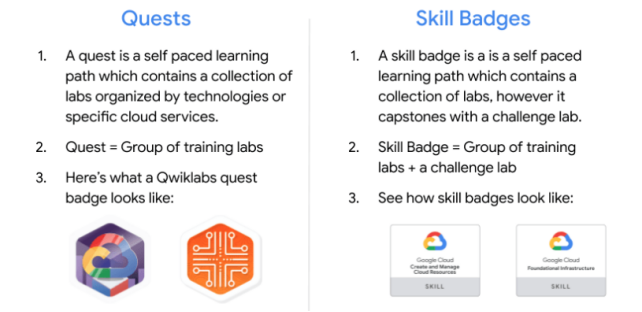 Quests
1. A quest is a self paced learning
path which contains a collection of
labs organized by technologies or
specific cloud services.
2. Quest = Group of training labs
3. Here's what a Qwiklabs quest
badge looks like:
Skill Badges
1. A skill badge is a is a self paced
learning path which contains a
collection of labs, however it
capstones with a challenge lab.
2. Skill Badge = Group of training
labs + a challenge lab
3. See how skill badges look like:
Google Cloud
Create and Manage
Cloud Resources
SKILL
Google Cloud
Foundational Infrastructure
SKILL